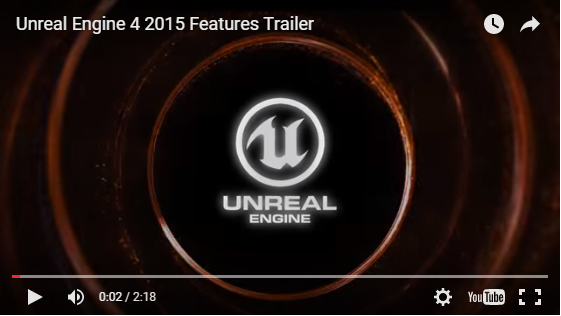 Unreal Engine 4 2015 Features Trailer
UNREAL
ENGINE
0:02 / 2:18
YouTube